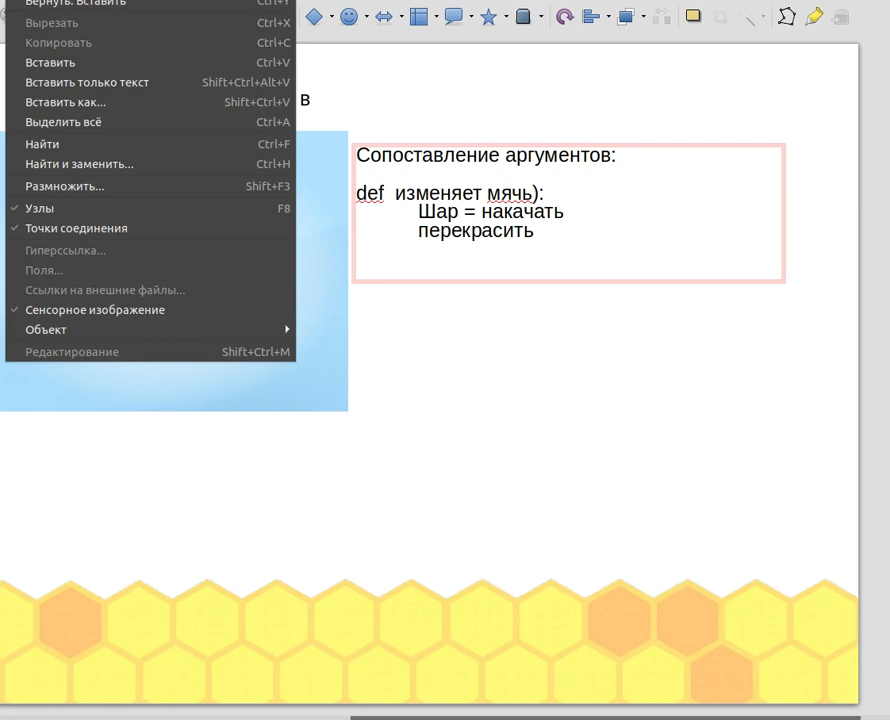 Вернуть: Вставить Ctrl+Y
Вырезать Ctrl+X
Копировать Ctrl+C
Вставить Ctrl+V
Вставить только текст Shift+Ctrl+Alt+V
Вставить как... Shift+Ctrl+V
Выделить всё Ctrl+A
Найти Ctrl+F
Найти и заменить... Ctrl+H
Размножить... Shift+F3
Узлы F8
Точки соединения
Гиперссылка...
Поля...
Ссылки на внешние файлы...
Сенсорное изображение
Объект
Редактирование Shift+Ctrl+M
в
Сопоставление аргументов:
def изменяет мячь):
Шар = накачать
перекрасить